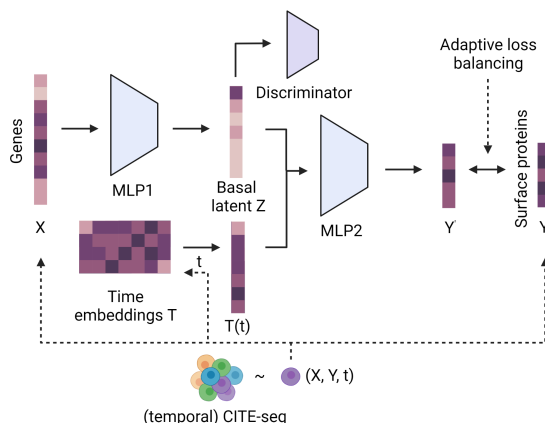 Adaptive loss
balancing
Discriminator
Genes
MLP1
Basal
latent Z
MLP2
Surface proteins
X
Y'
Y
t
Time
embeddings T
T(t)
~
(X, Y, t)
(temporal) CITE-seq